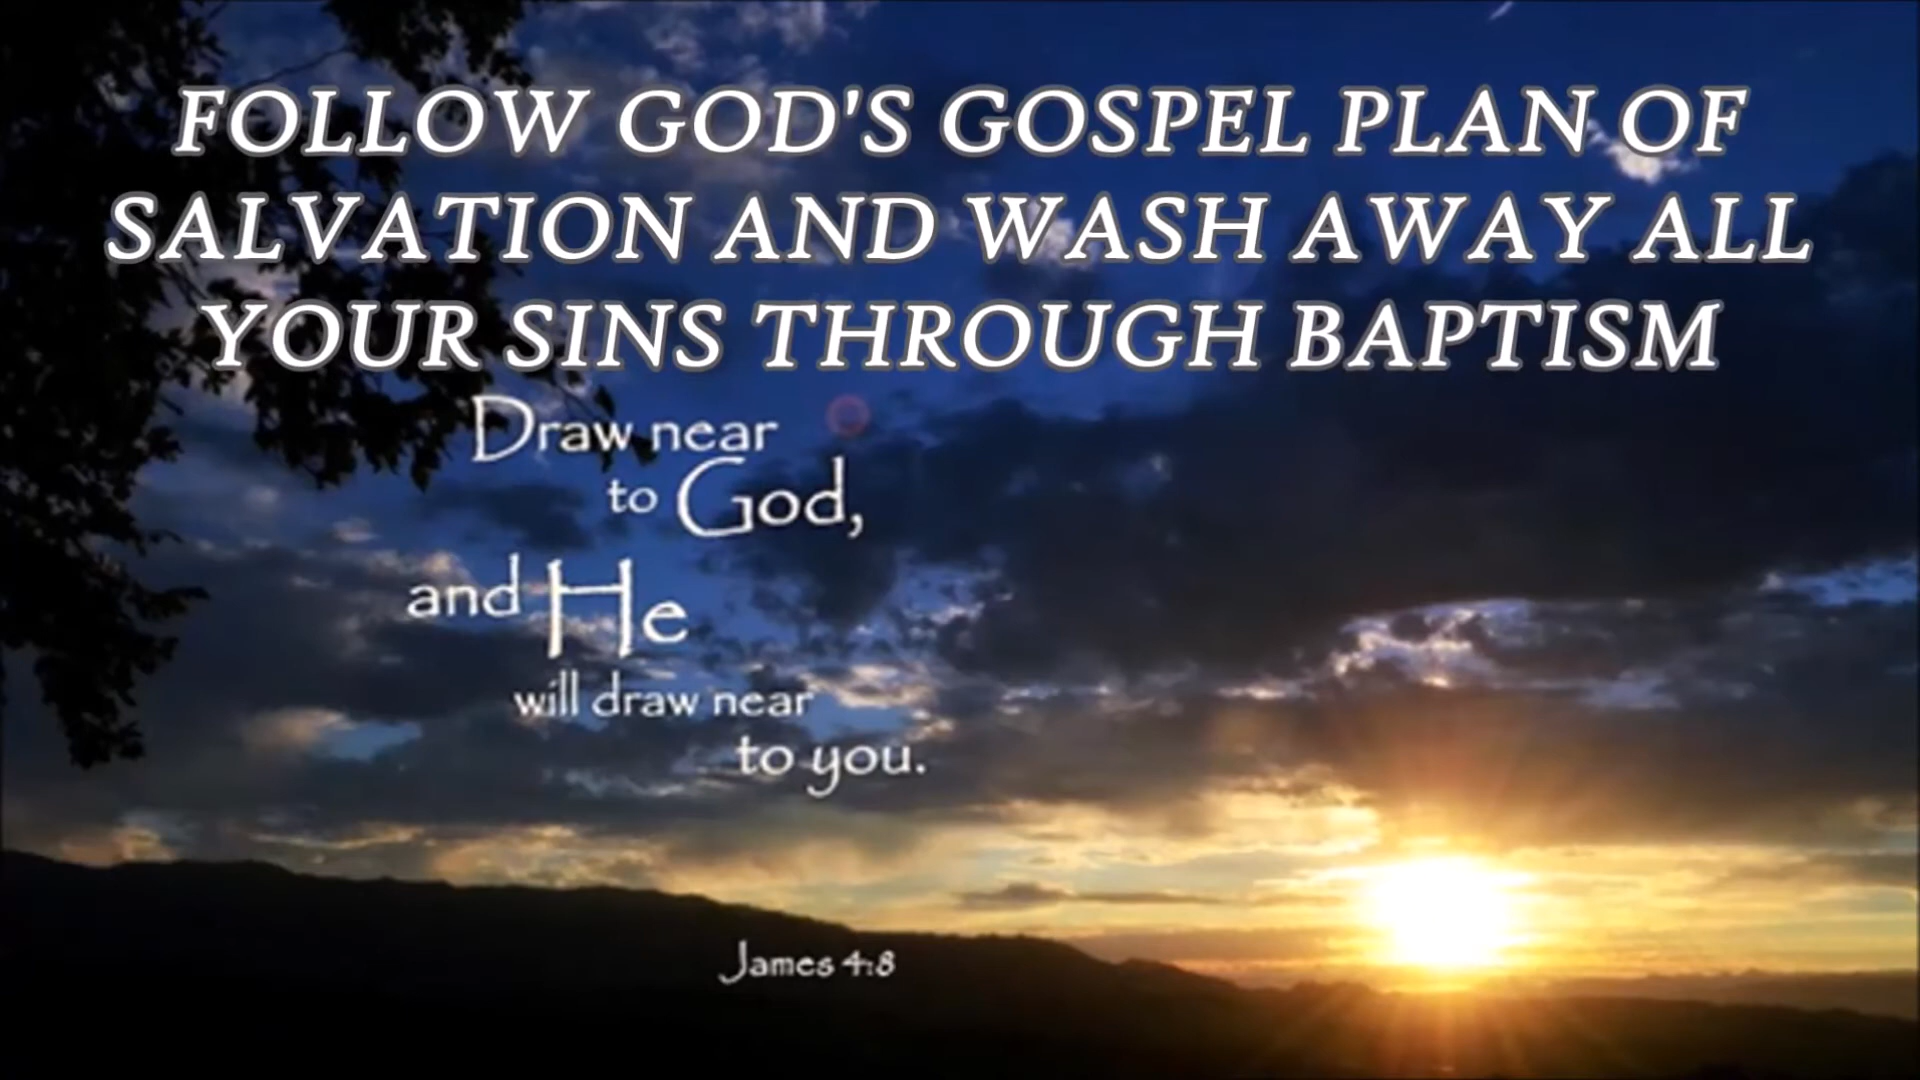 FOLLOW GOD'S GOSPEL PLAN OF
SALVATION AND WASH AWAY ALL
YOUR SINS THROUGH BAPTISM
Draw near
to God,
and He
will draw near
to you.
James 4:8